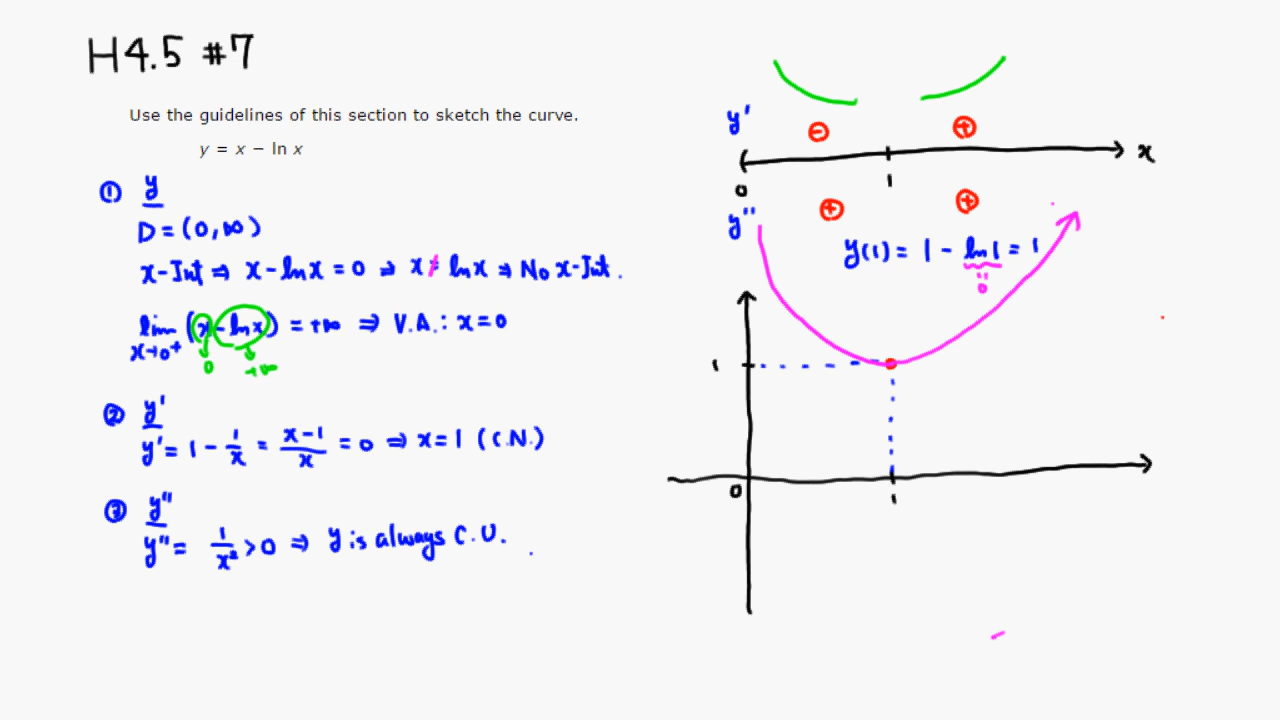 H4.5 #7
Use the guidelines of this section to sketch the curve.
y = x − ln x
① y
D = (0, ∞)
x-Int ⇒ x - ln x = 0 ⇒ x ≠ ln x ⇒ No x-Int.
lim x→0⁺ (x - ln x) = +∞ ⇒ V.A.: x = 0
0 +∞
② y'
y' = 1 - 1/x = x-1/x = 0 ⇒ x = 1 (C.N.)
③ y''
y'' = 1/x² > 0 ⇒ y is always C.U.
y' ⊖ ⊕
x
0 1
y'' ⊕ ⊕
y(1) = 1 - ln 1 = 1
"
0
1
0 1